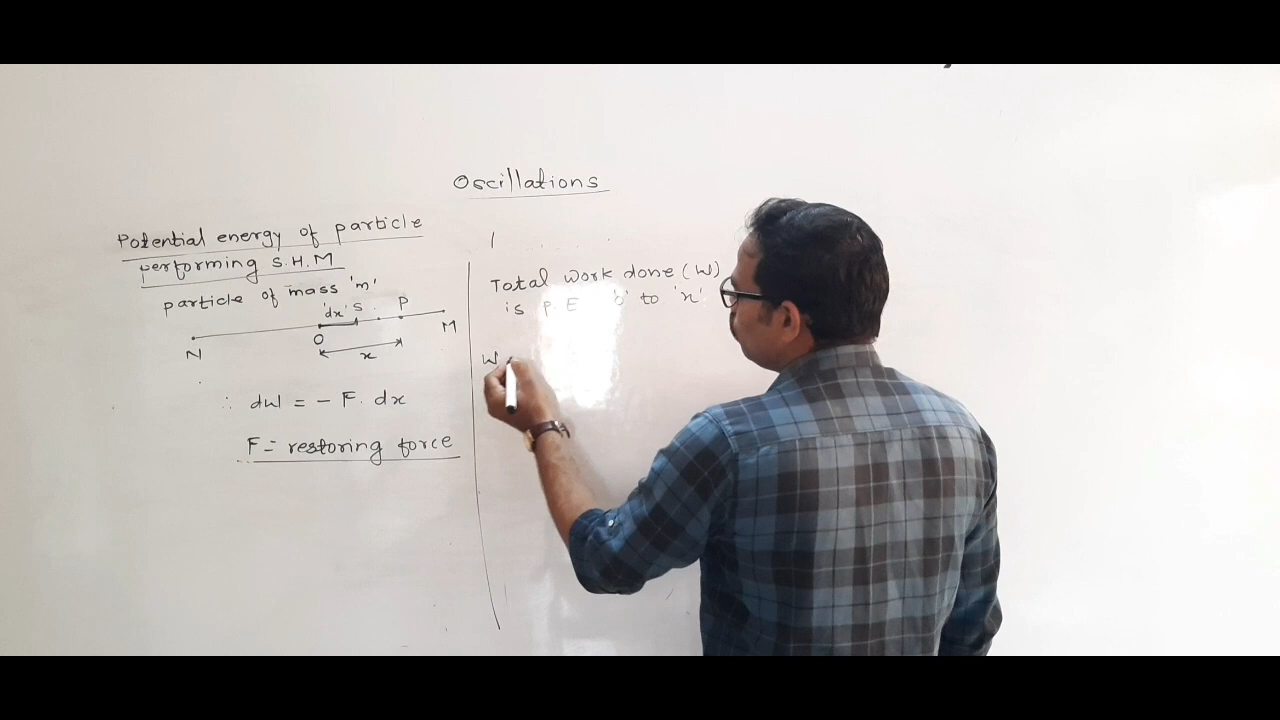 Oscillations
Potential energy of particle
performing S.H.M
particle of mass 'm'
'dx' S P
N O M
x
∴ dW = - F. dx
F = restoring force
Total work done (W)
is P.E 'o' to 'x'
W